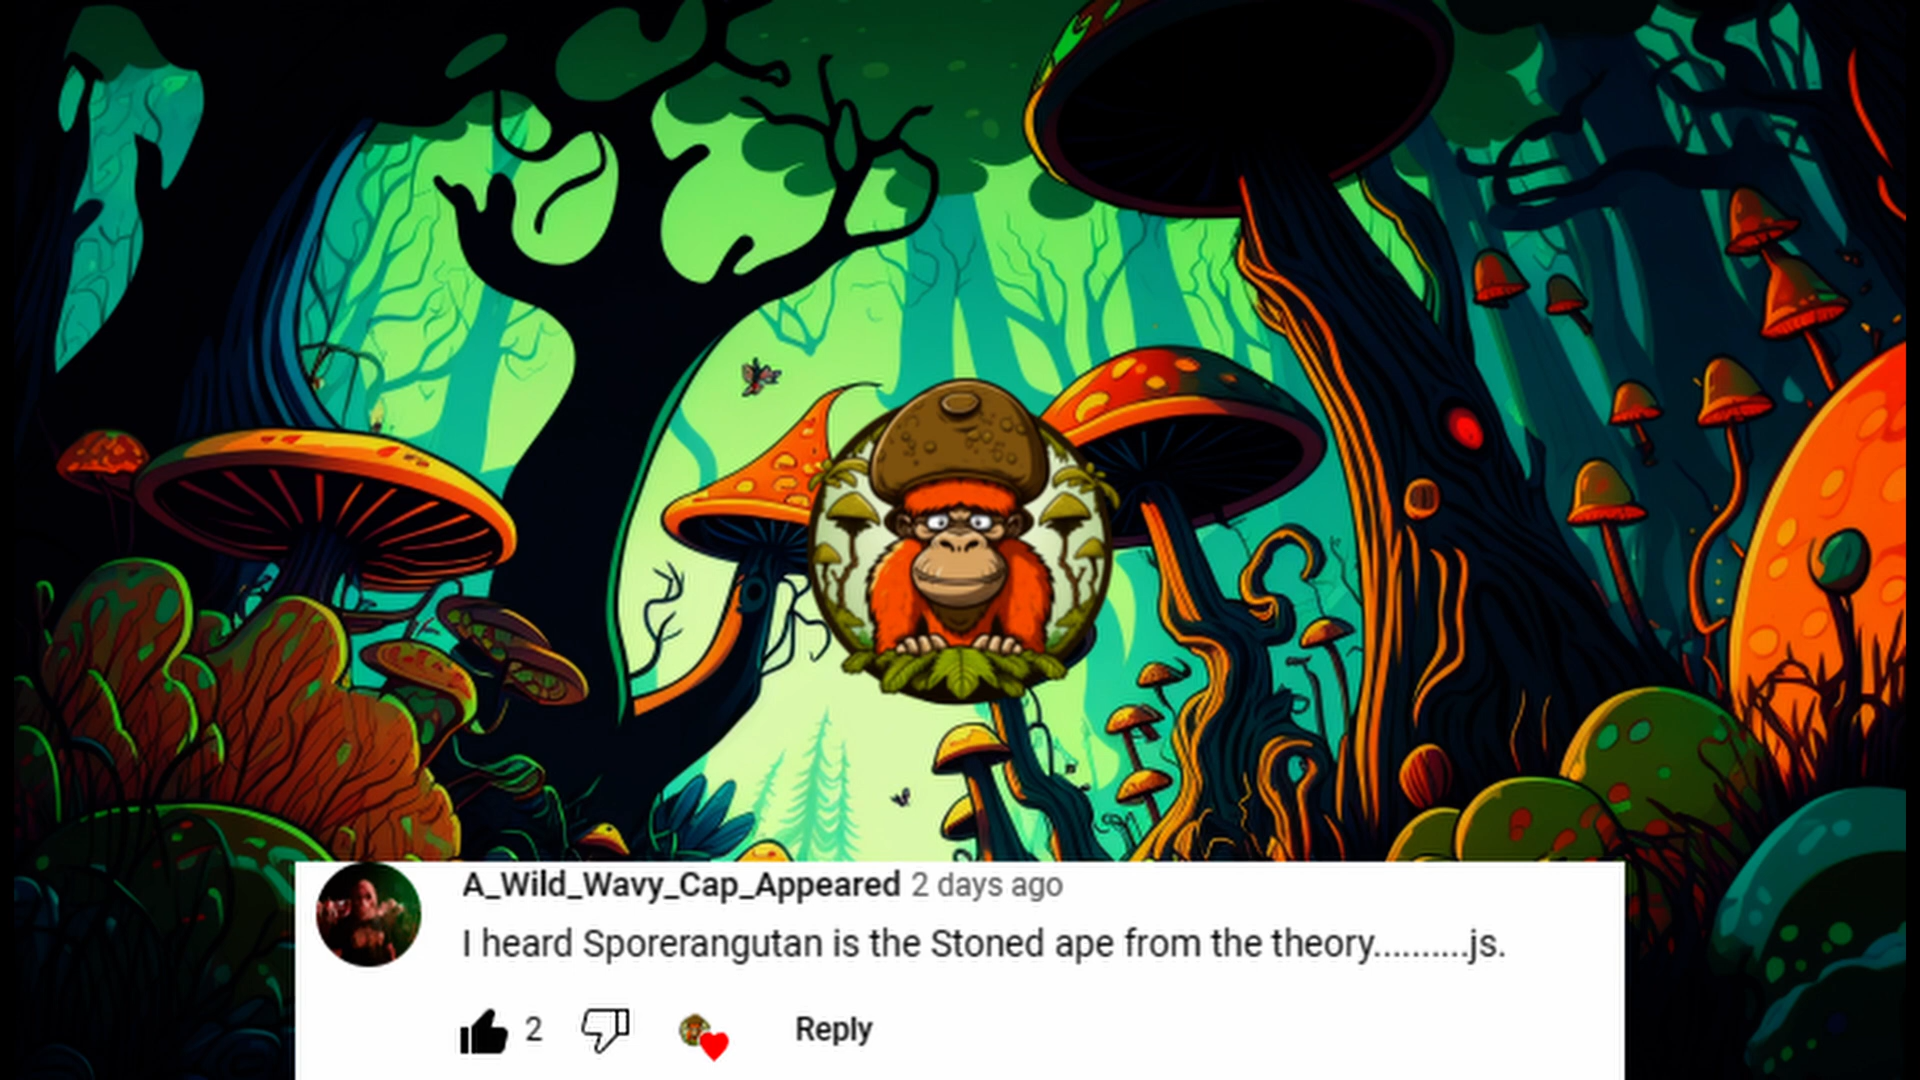 A_Wild_Wavy_Cap_Appeared 2 days ago
I heard Sporerangutan is the Stoned ape from the theory..........js.
2 Reply